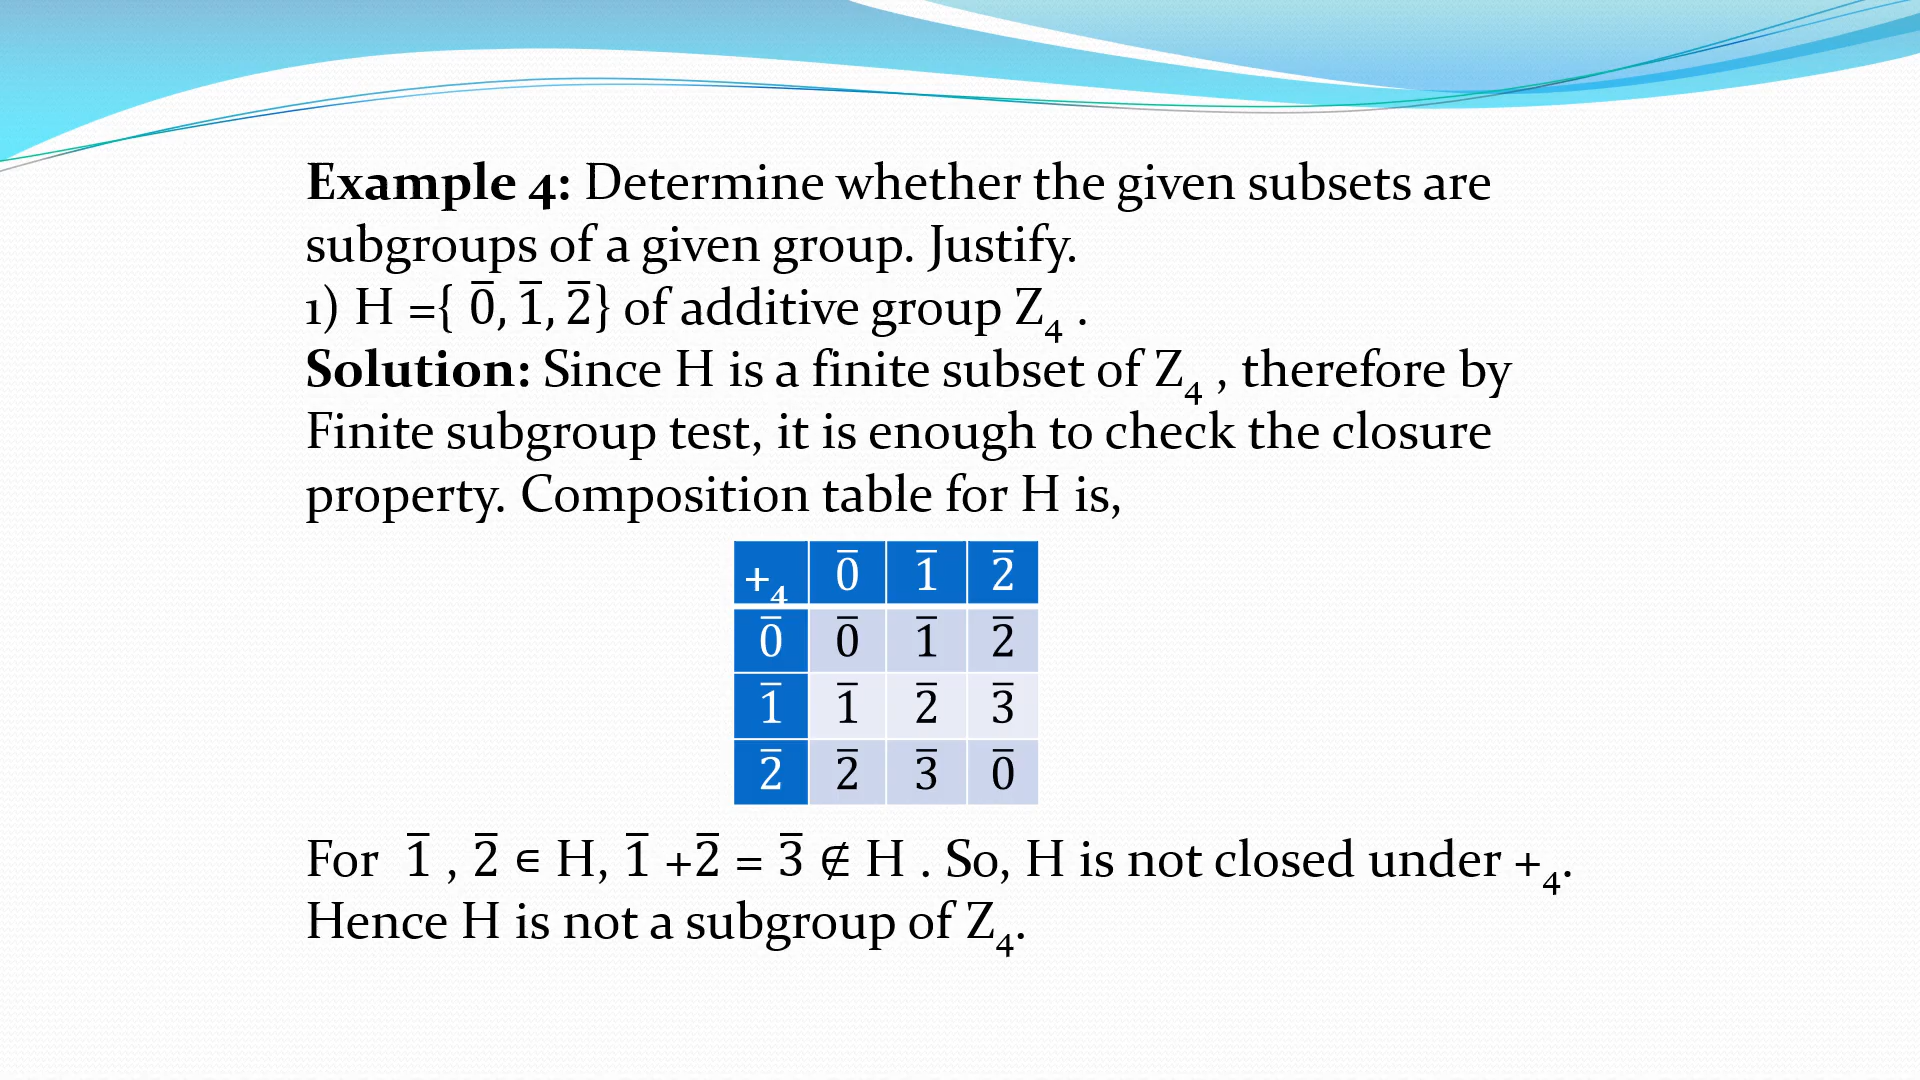 Example 4: Determine whether the given subsets are
subgroups of a given group. Justify.
1) H ={ 0̅, 1̅, 2̅} of additive group Z₄ .
Solution: Since H is a finite subset of Z₄ , therefore by
Finite subgroup test, it is enough to check the closure
property. Composition table for H is,
+₄ 0̅ 1̅ 2̅
0̅ 0̅ 1̅ 2̅
1̅ 1̅ 2̅ 3̅
2̅ 2̅ 3̅ 0̅
For 1̅ , 2̅ ∈ H, 1̅ +2̅ = 3̅ ∉ H . So, H is not closed under +₄.
Hence H is not a subgroup of Z₄.